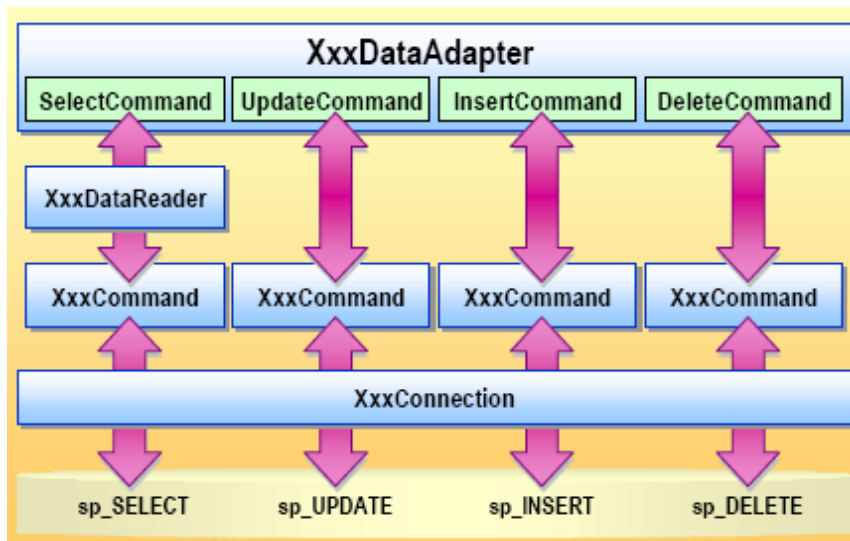 XxxDataAdapter
SelectCommand UpdateCommand InsertCommand DeleteCommand
XxxDataReader
XxxCommand XxxCommand XxxCommand XxxCommand
XxxConnection
sp_SELECT sp_UPDATE sp_INSERT sp_DELETE